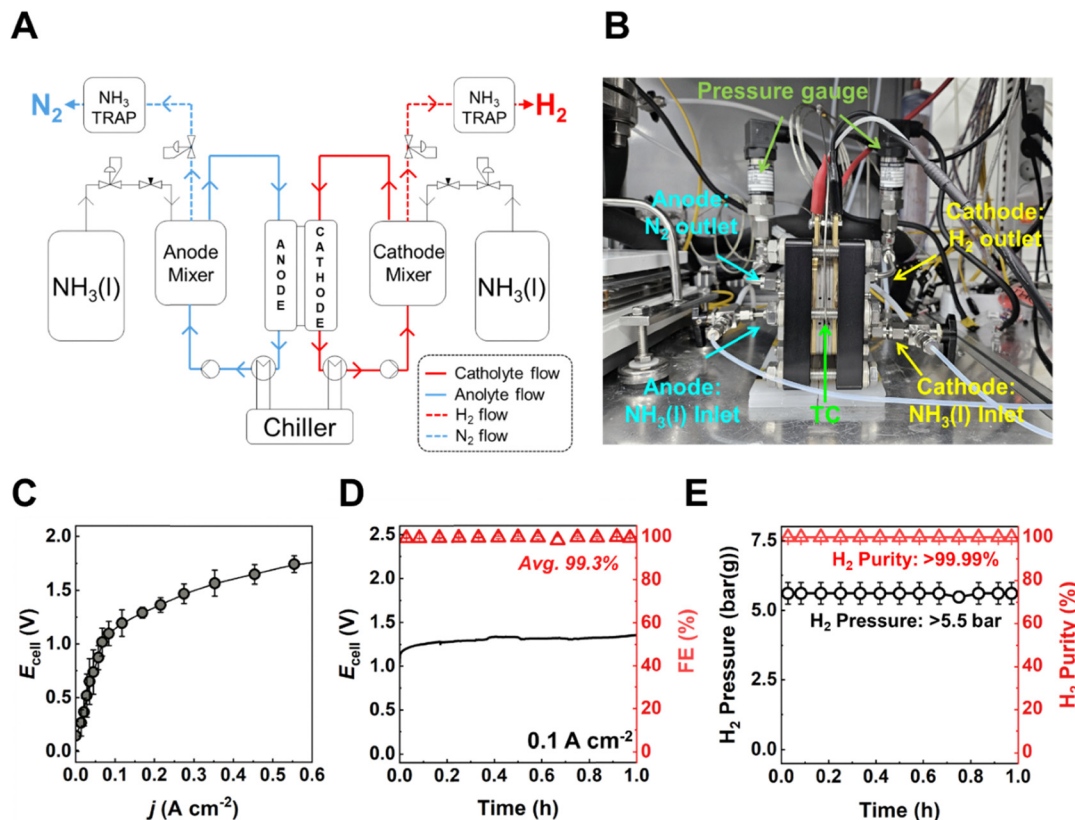 A
N₂
NH₃
TRAP
NH₃
TRAP
H₂
NH₃(l)
Anode
Mixer
ANODE
CATHODE
Cathode
Mixer
NH₃(l)
Chiller
Catholyte flow
Anolyte flow
H₂ flow
N₂ flow
B
Pressure gauge
Anode:
N₂ outlet
Cathode:
H₂ outlet
Anode:
NH₃(l) Inlet
TC
Cathode:
NH₃(l) Inlet
C
2.0
1.5
1.0
0.5
0.0
E_cell (V)
0.0 0.1 0.2 0.3 0.4 0.5 0.6
j (A cm⁻²)
D
2.5
2.0
1.5
1.0
0.5
0.0
E_cell (V)
Avg. 99.3%
0.1 A cm⁻²
100
80
60
40
20
0
FE (%)
0.0 0.2 0.4 0.6 0.8 1.0
Time (h)
E
7.5
5.0
2.5
0.0
H₂ Pressure (bar(g))
H₂ Purity: >99.99%
H₂ Pressure: >5.5 bar
100
80
60
40
20
0
H₂ Purity (%)
0.0 0.2 0.4 0.6 0.8 1.0
Time (h)